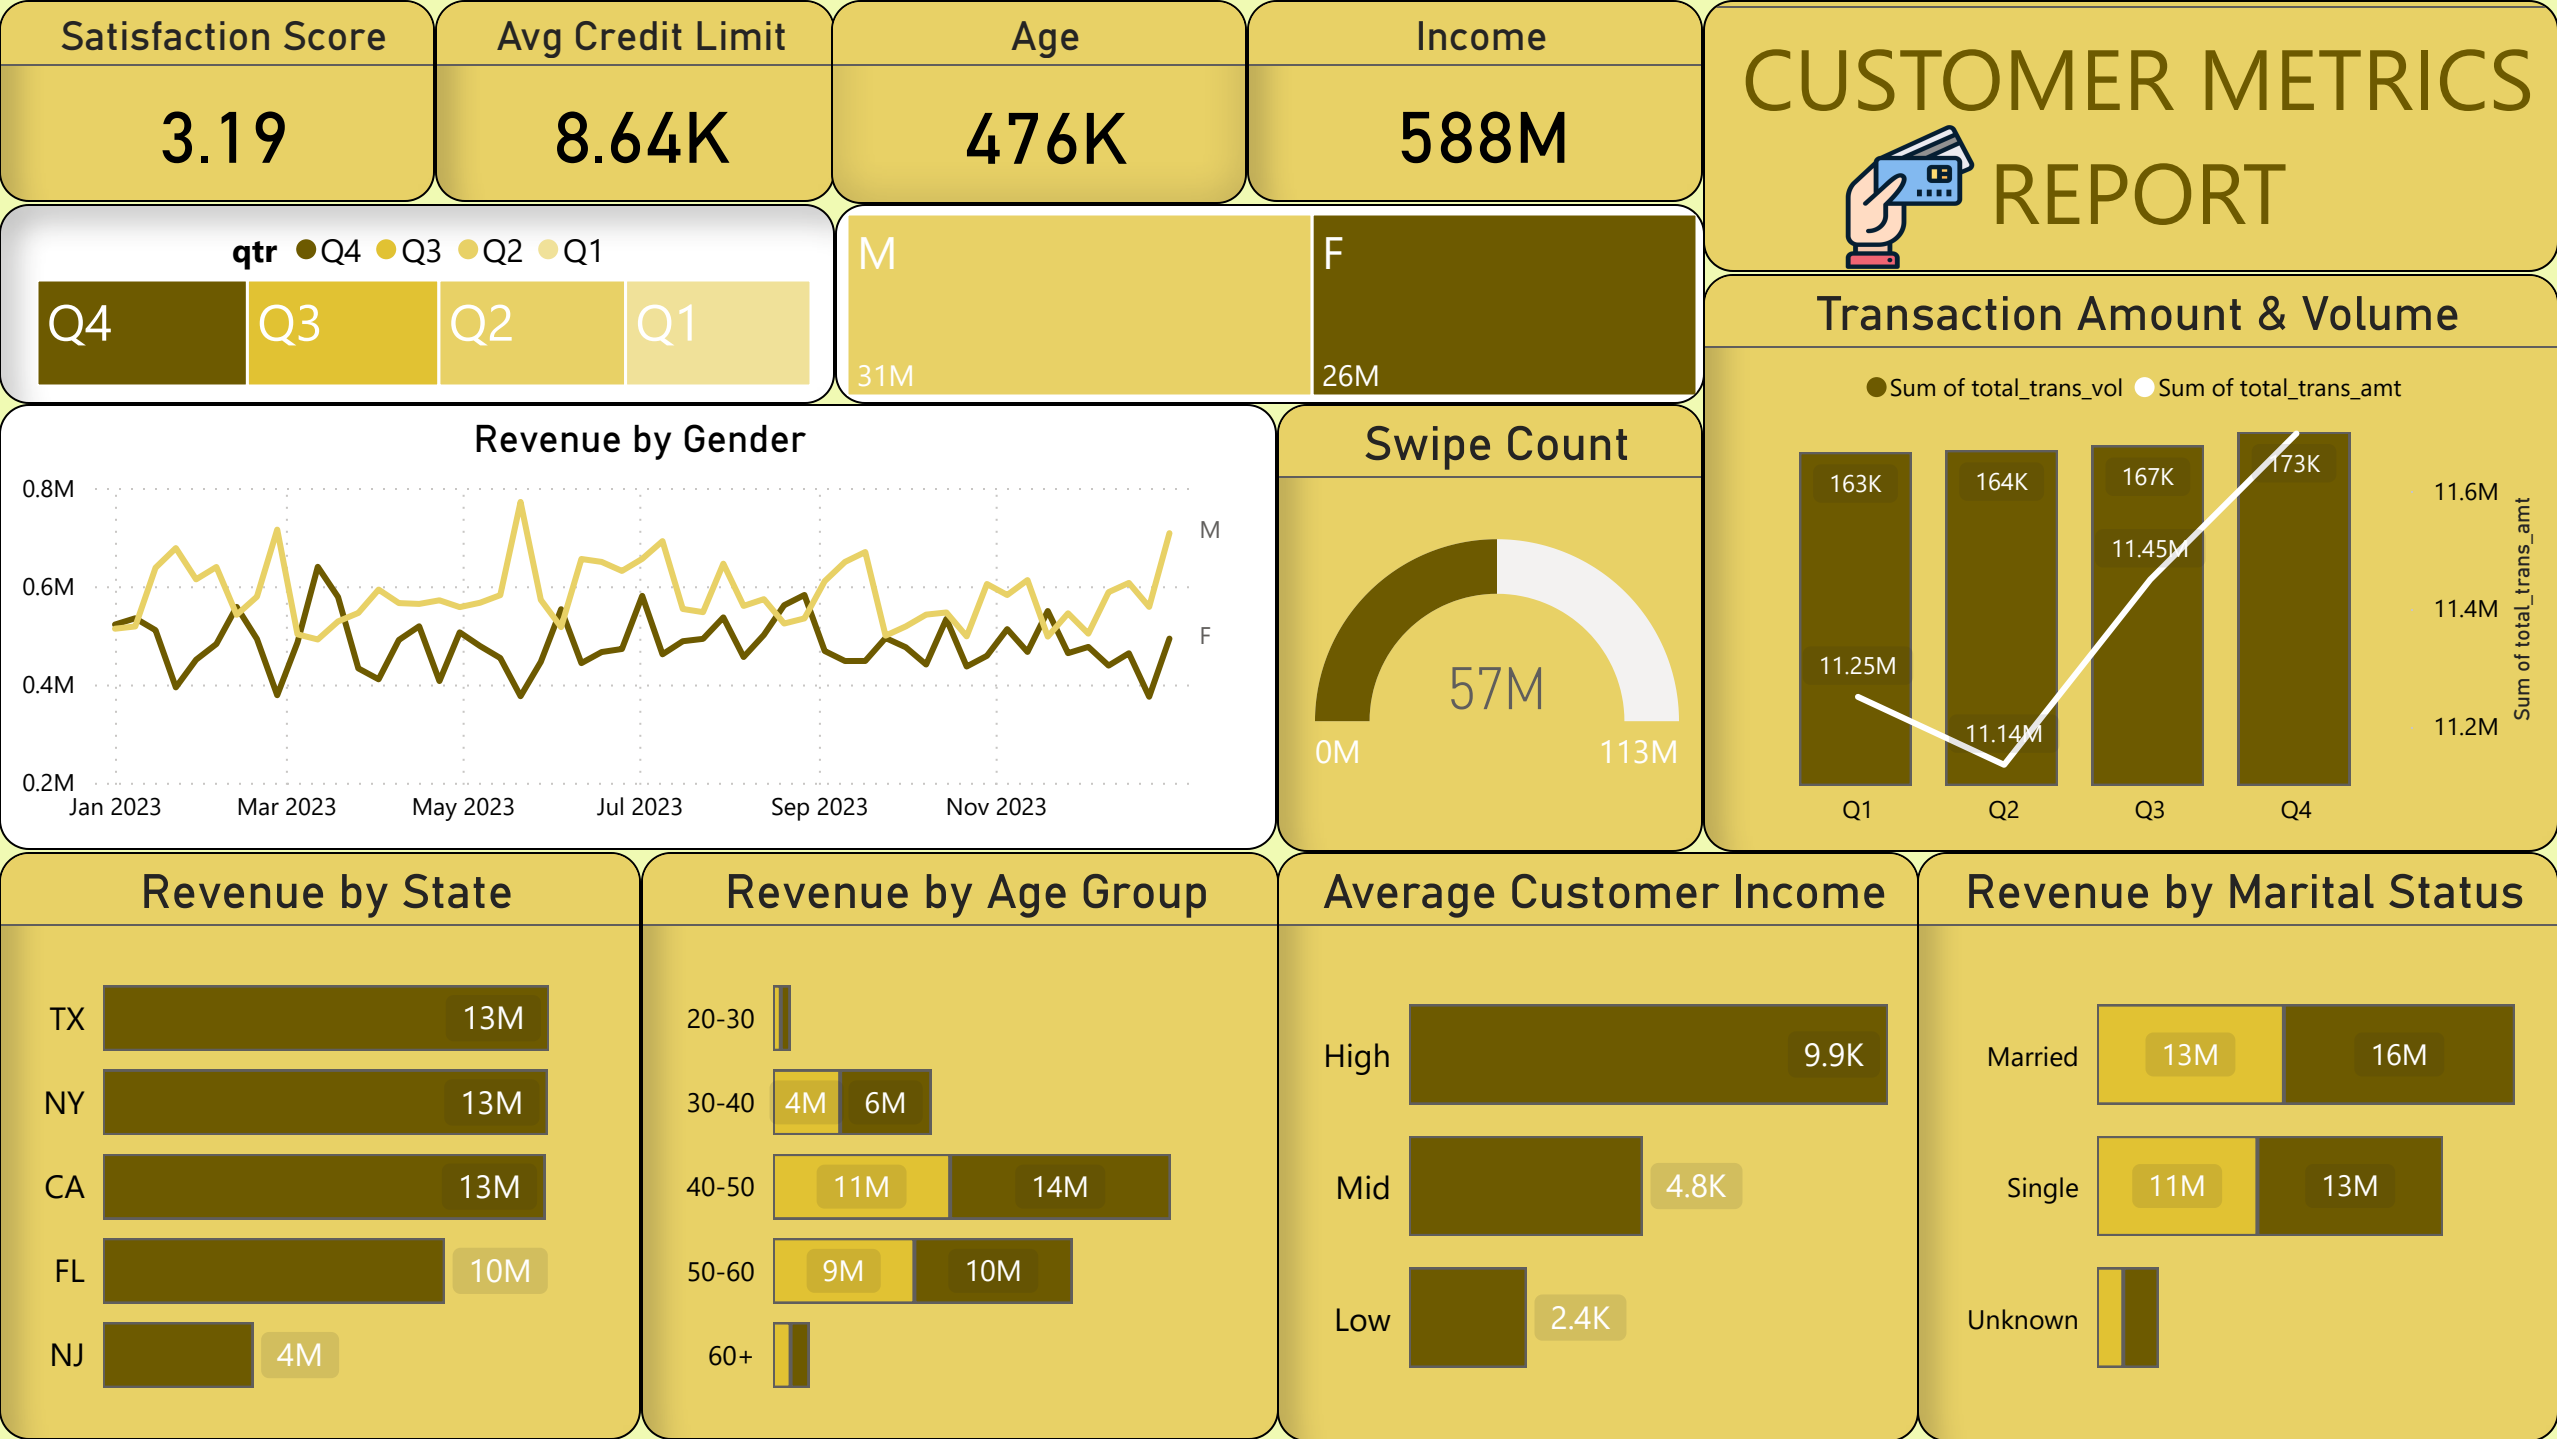 Satisfaction Score
3.19
Avg Credit Limit
8.64K
Age
476K
Income
588M
CUSTOMER METRICS
REPORT
qtr Q4 Q3 Q2 Q1
Q4 Q3 Q2 Q1
M F
31M 26M
Revenue by Gender
0.8M
0.6M
0.4M
0.2M
M
F
Jan 2023 Mar 2023 May 2023 Jul 2023 Sep 2023 Nov 2023
Swipe Count
57M
0M 113M
Transaction Amount & Volume
Sum of total_trans_vol Sum of total_trans_amt
163K 164K 167K 173K
11.25M 11.14M 11.45M
11.6M
11.4M
11.2M
Sum of total_trans_amt
Q1 Q2 Q3 Q4
Revenue by State
TX 13M
NY 13M
CA 13M
FL 10M
NJ 4M
Revenue by Age Group
20-30
30-40 4M 6M
40-50 11M 14M
50-60 9M 10M
60+
Average Customer Income
High 9.9K
Mid 4.8K
Low 2.4K
Revenue by Marital Status
Married 13M 16M
Single 11M 13M
Unknown